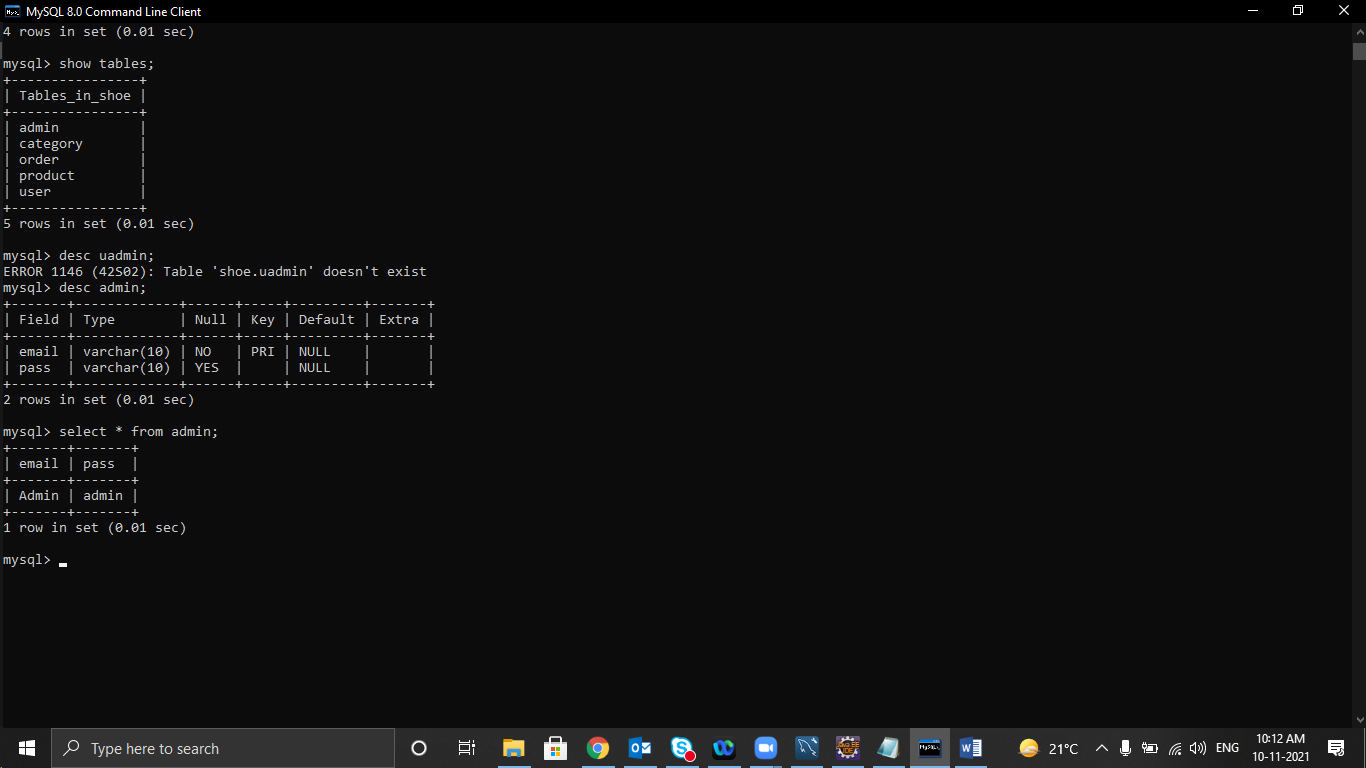 MySQL 8.0 Command Line Client
4 rows in set (0.01 sec)
mysql> show tables;
+----------------+
| Tables_in_shoe |
+----------------+
| admin          |
| category       |
| order          |
| product        |
| user           |
+----------------+
5 rows in set (0.01 sec)
mysql> desc uadmin;
ERROR 1146 (42S02): Table 'shoe.uadmin' doesn't exist
mysql> desc admin;
+-------+-------------+------+-----+---------+-------+
| Field | Type        | Null | Key | Default | Extra |
+-------+-------------+------+-----+---------+-------+
| email | varchar(10) | NO   | PRI | NULL    |       |
| pass  | varchar(10) | YES  |     | NULL    |       |
+-------+-------------+------+-----+---------+-------+
2 rows in set (0.01 sec)
mysql> select * from admin;
+-------+-------+
| email | pass  |
+-------+-------+
| Admin | admin |
+-------+-------+
1 row in set (0.01 sec)
mysql>
Type here to search
21°C
ENG
10:12 AM
10-11-2021